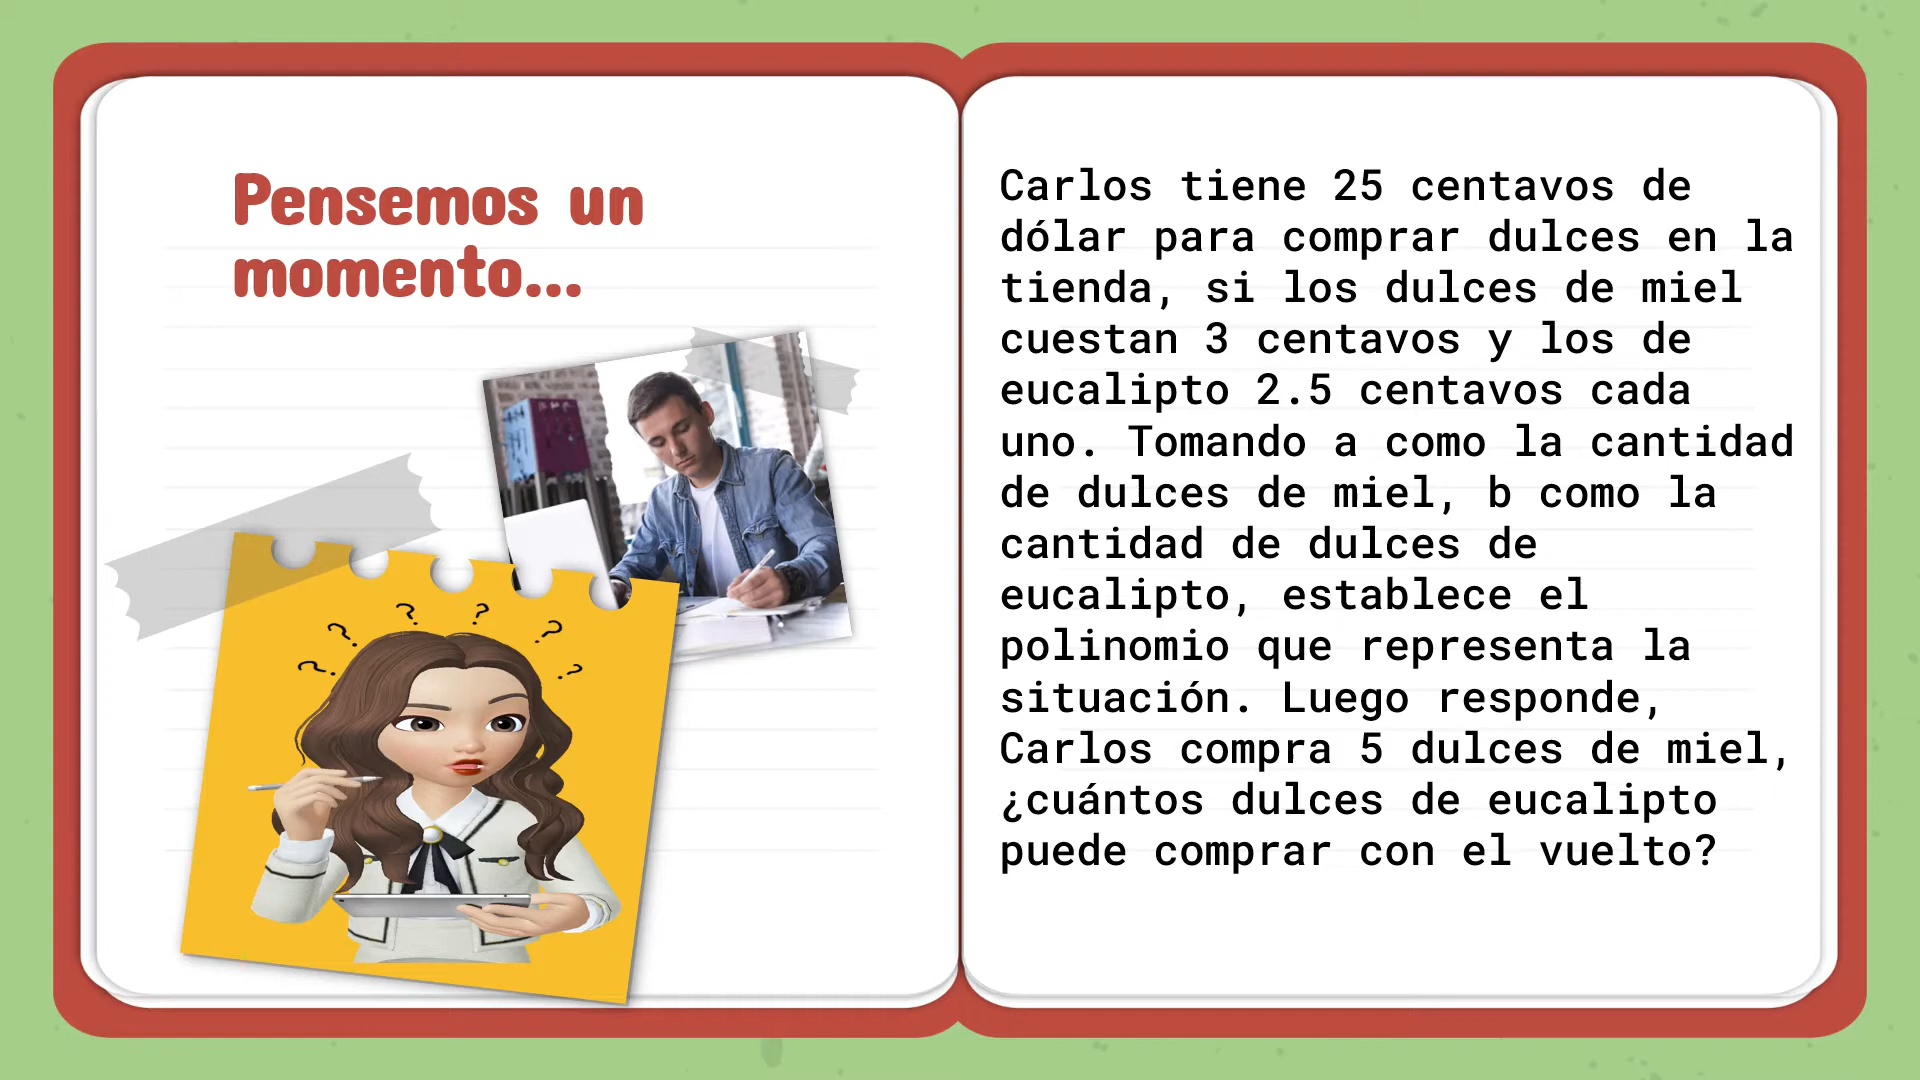 Pensemos un
momento...
Carlos tiene 25 centavos de
dólar para comprar dulces en la
tienda, si los dulces de miel
cuestan 3 centavos y los de
eucalipto 2.5 centavos cada
uno. Tomando a como la cantidad
de dulces de miel, b como la
cantidad de dulces de
eucalipto, establece el
polinomio que representa la
situación. Luego responde,
Carlos compra 5 dulces de miel,
¿cuántos dulces de eucalipto
puede comprar con el vuelto?